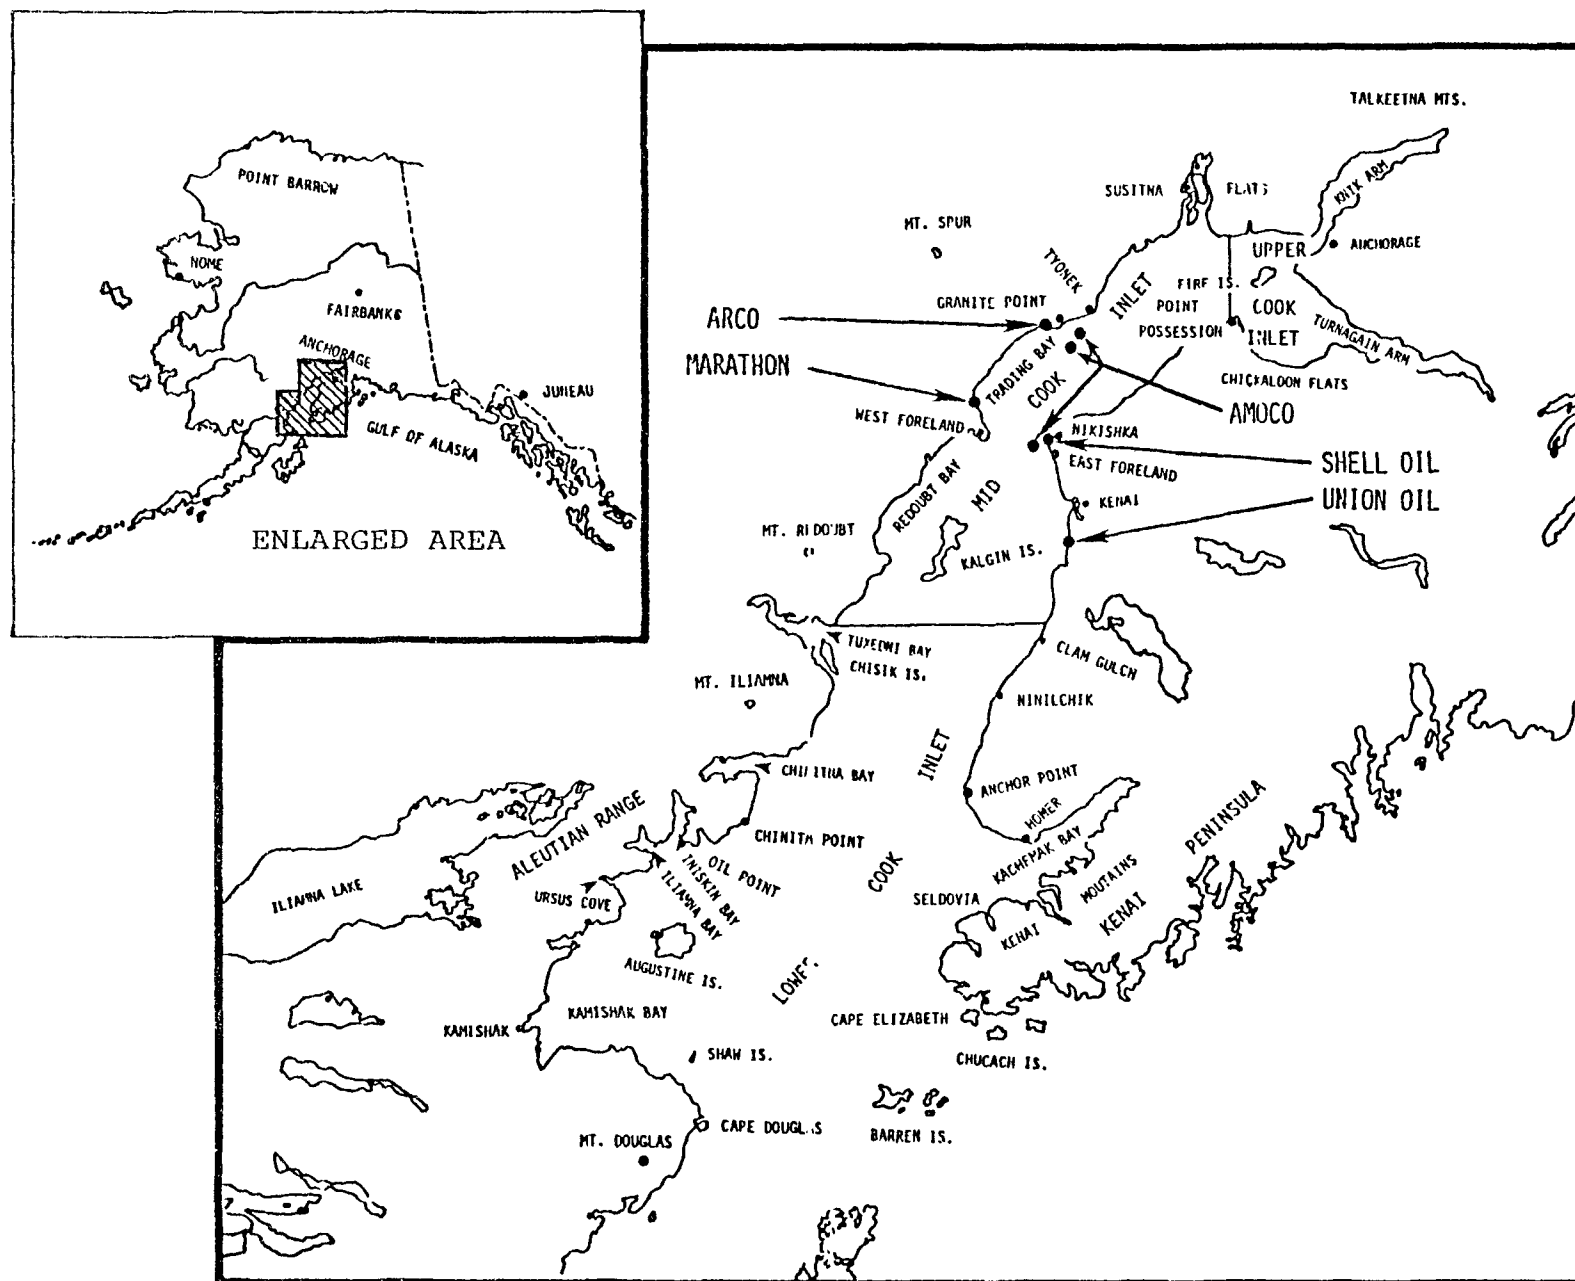 POINT BARROW
NOME
FAIRBANKS
ANCHORAGE
JUNEAU
GULF OF ALASKA
ENLARGED AREA
TALKEETNA MTS.
KNIK ARM
SUSITNA FLATS
ANCHORAGE
MT. SPUR
UPPER
COOK
INLET
FIRE IS.
TYONEK
INLET
GRANITE POINT
POINT
POSSESSION
TURNAGAIN ARM
CHICKALOON FLATS
ARCO
MARATHON
TRADING BAY
COOK
AMOCO
WEST FORELAND
NIKISHKA
EAST FORELAND
SHELL OIL
UNION OIL
REDOUBT BAY
MID
KENAI
MT. REDOUBT
KALGIN IS.
TUXEDNI BAY
CHISIK IS.
CLAM GULCH
MT. ILIAMNA
NINILCHIK
INLET
CHINITNA BAY
ANCHOR POINT
HOMER
PENINSULA
ALEUTIAN RANGE
CHINITA POINT
OIL POINT
INISKIN BAY
ILIAMNA BAY
COOK
KACHEMAK BAY
MOUTAINS
KENAI
ILIAMNA LAKE
URSUS COVE
SELDOVIA
KENAI
AUGUSTINE IS.
LOWER
KAMISHAK
KAMISHAK BAY
CAPE ELIZABETH
SHAW IS.
CHUCACH IS.
CAPE DOUGLAS
BARREN IS.
MT. DOUGLAS